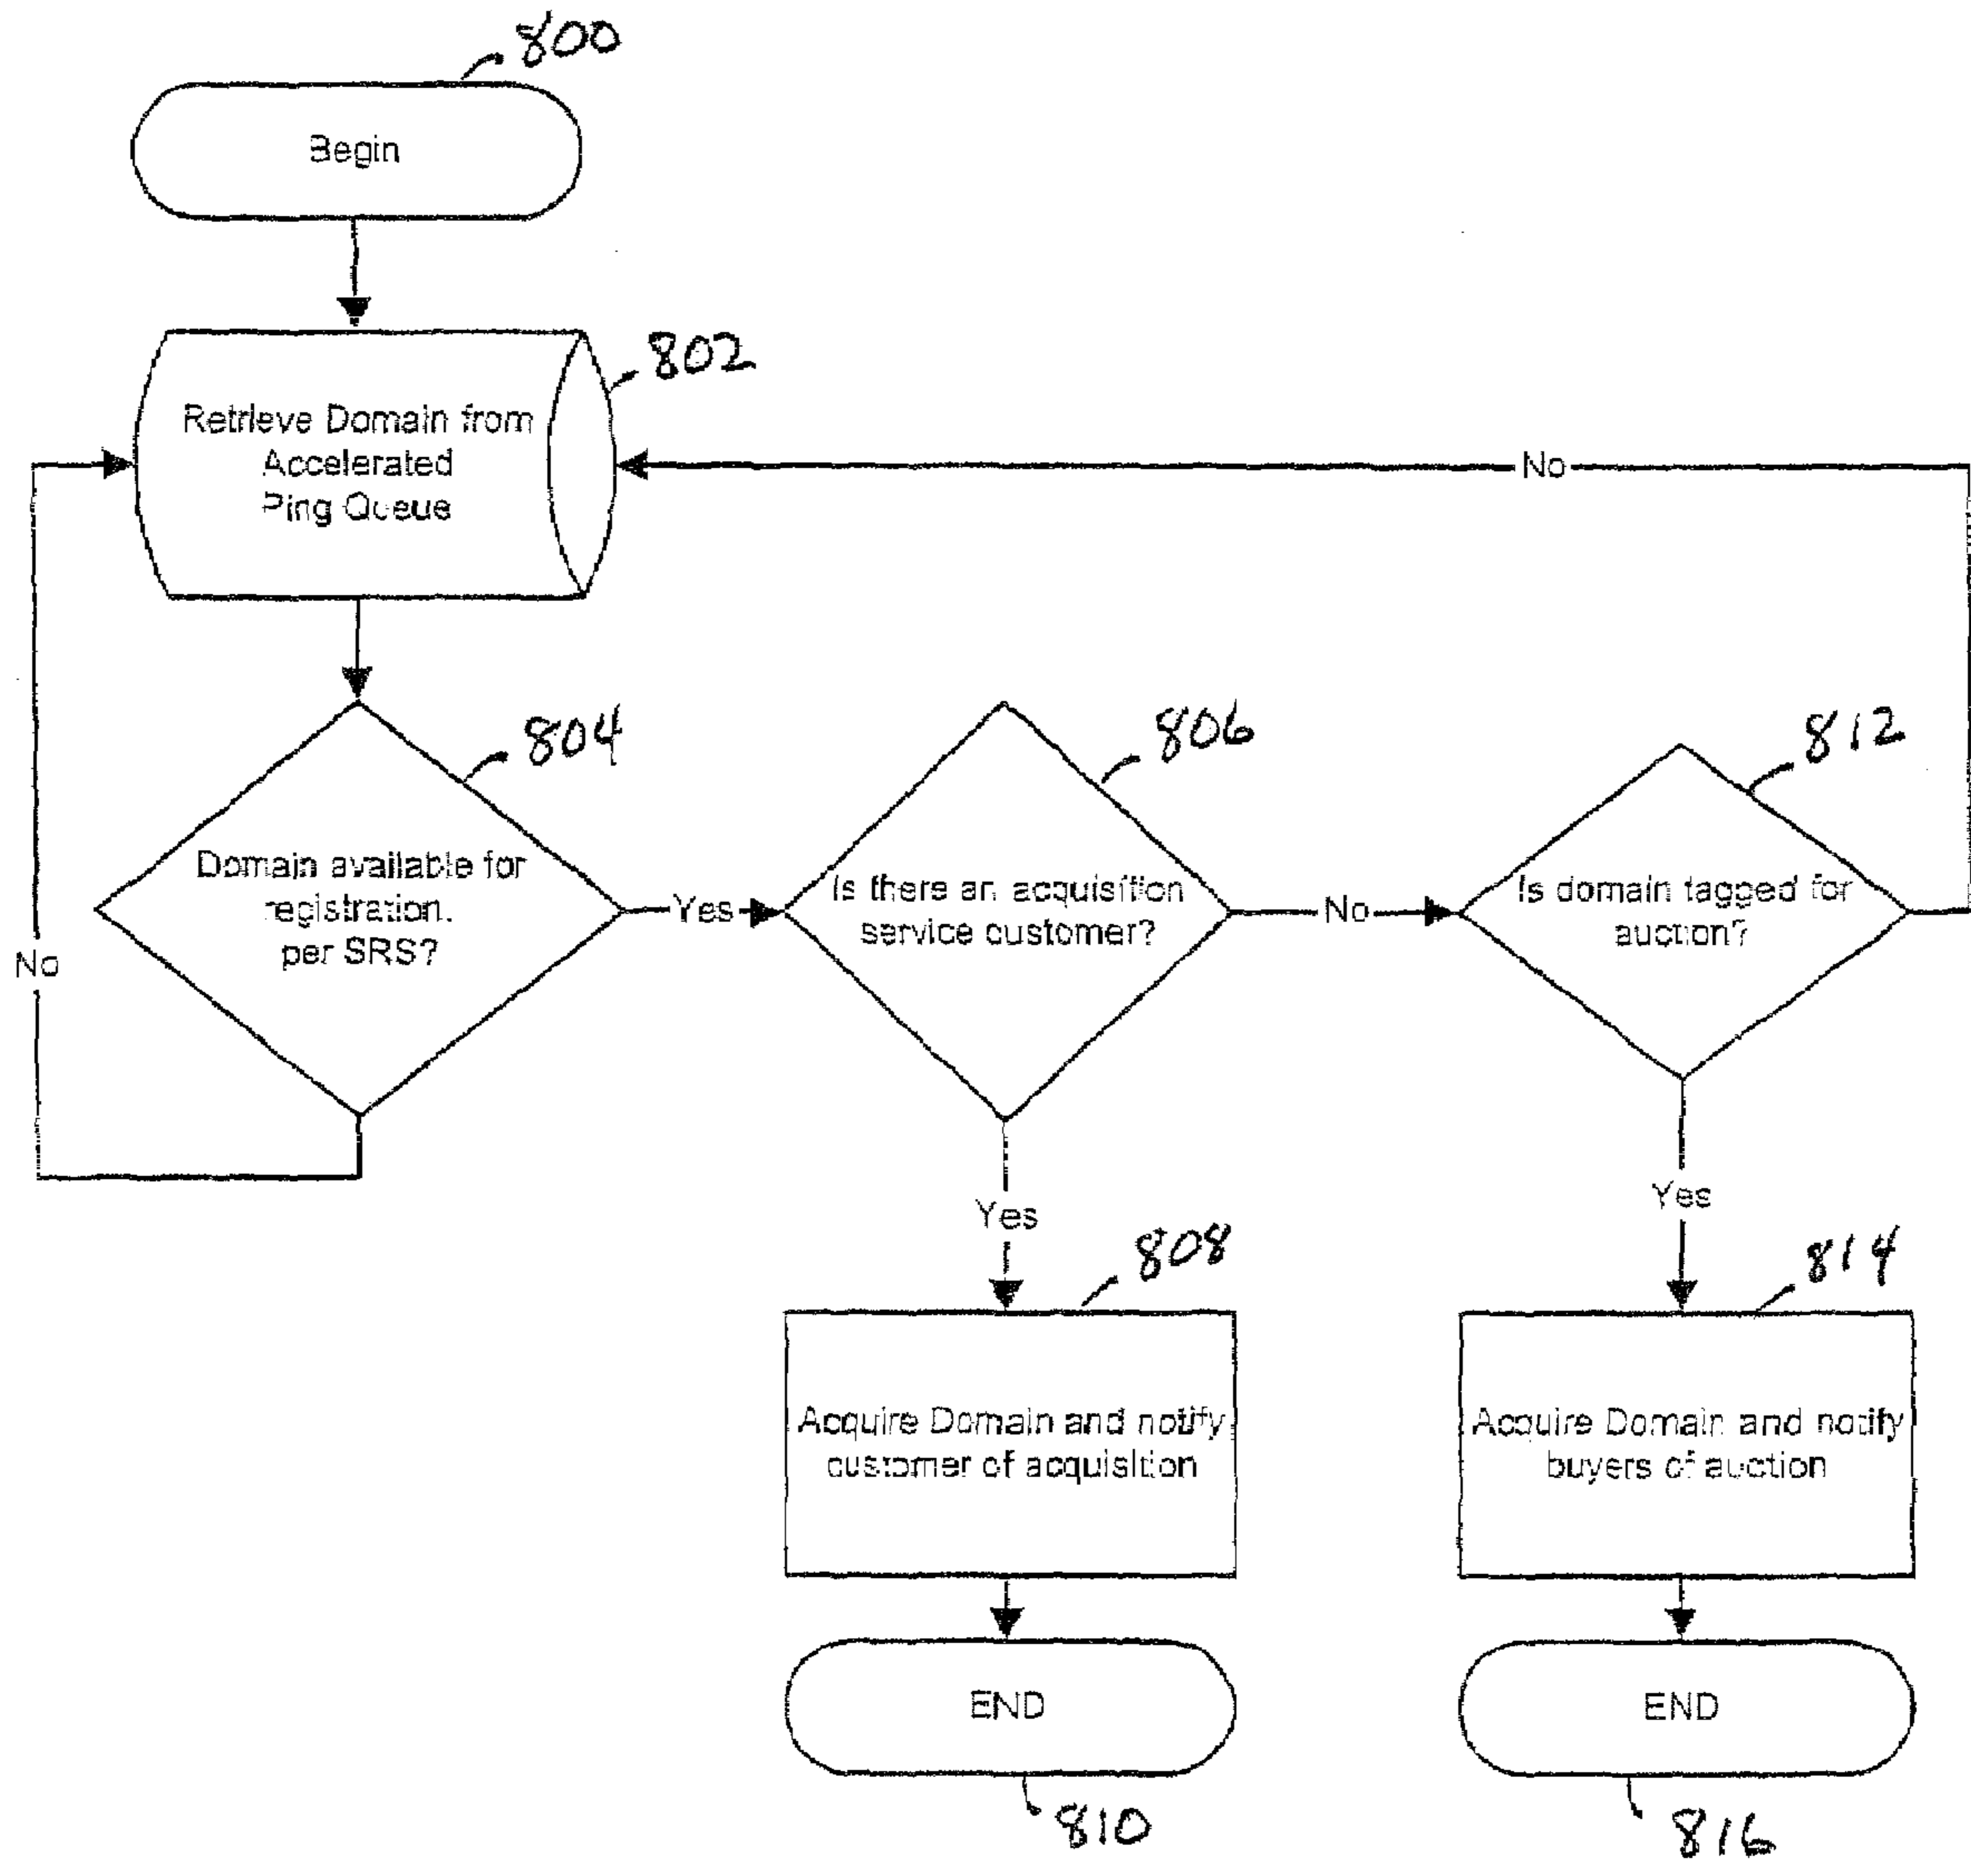 800
Begin
802
Retrieve Domain from
Accelerated
Ping Queue
No
804
806
812
Domain available for
registration.
per SRS?
Yes
Is there an acquisition
service customer?
No
Is domain tagged for
auction?
No
Yes
Yes
808
814
Acquire Domain and notify
customer of acquisition
Acquire Domain and notify
buyers of auction
END
END
810
816